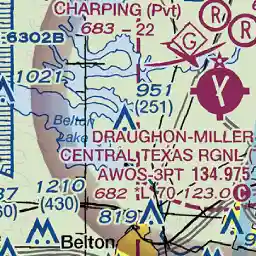 CHARPING (Pvt)
683 - 22
R
R
G
6302B
1021
951
(251)
Belton
Lake
DRAUGHON-MILLER
CENTRAL TEXAS RGNL
AWOS-3PT 134.975
682 *L 70 123.0 C
1210
(430)
819
Belton